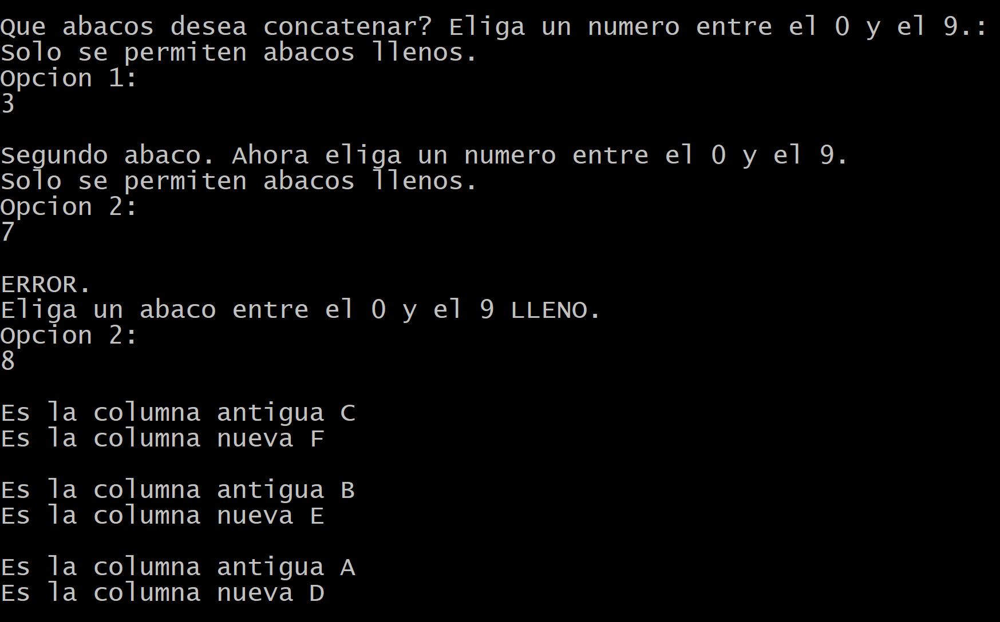 Que abacos desea concatenar? Eliga un numero entre el 0 y el 9.:
Solo se permiten abacos llenos.
Opcion 1:
3
Segundo abaco. Ahora eliga un numero entre el 0 y el 9.
Solo se permiten abacos llenos.
Opcion 2:
7
ERROR.
Eliga un abaco entre el 0 y el 9 LLENO.
Opcion 2:
8
Es la columna antigua C
Es la columna nueva F
Es la columna antigua B
Es la columna nueva E
Es la columna antigua A
Es la columna nueva D